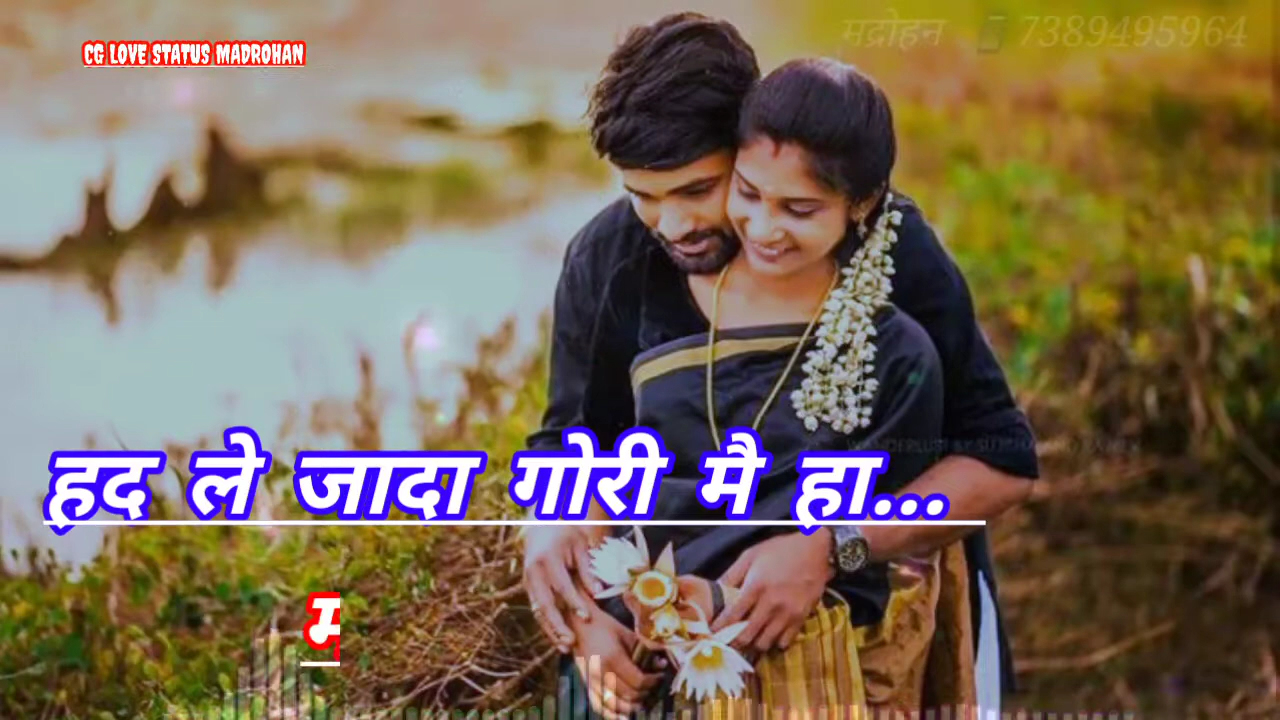 CG LOVE STATUS MADROHAN
मद्रोहन 7389495964
हद ले जादा गोरी मै हा...